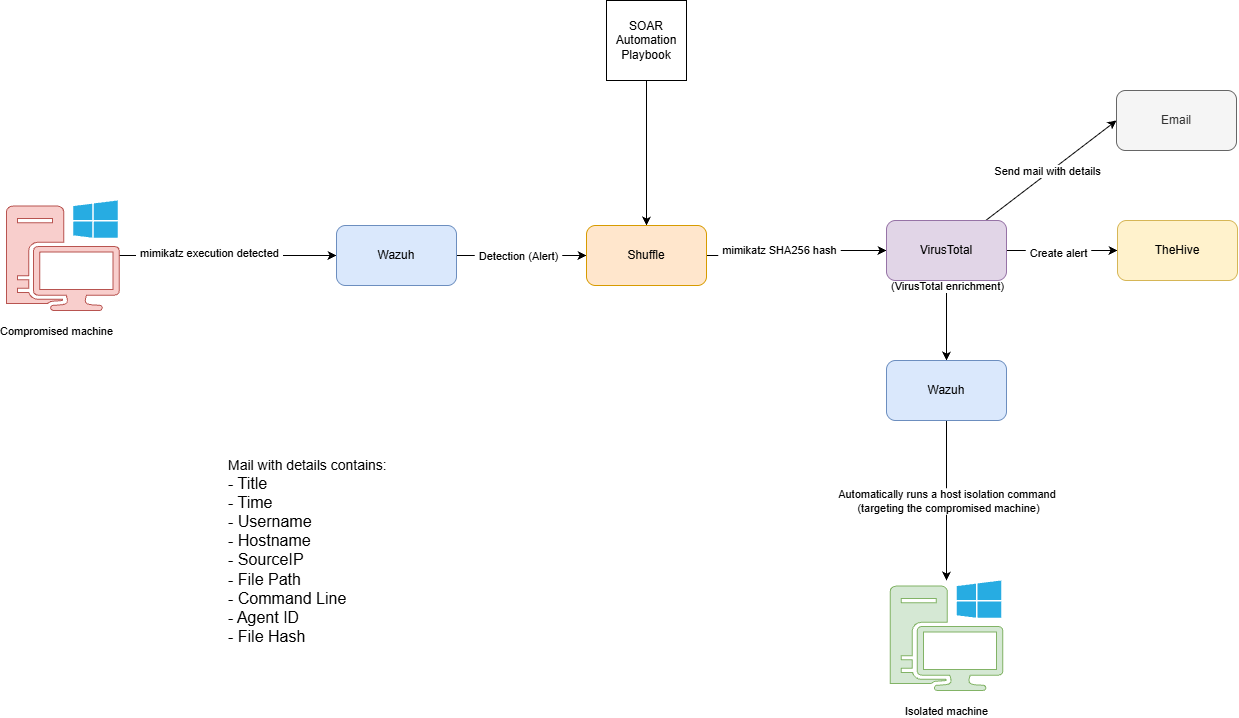 SOAR
Automation
Playbook
Email
Send mail with details
mimikatz execution detected
Wazuh
Detection (Alert)
Shuffle
mimikatz SHA256 hash
VirusTotal
(VirusTotal enrichment)
Create alert
TheHive
Compromised machine
Wazuh
Mail with details contains:
- Title
- Time
- Username
- Hostname
- SourceIP
- File Path
- Command Line
- Agent ID
- File Hash
Automatically runs a host isolation command
(targeting the compromised machine)
Isolated machine